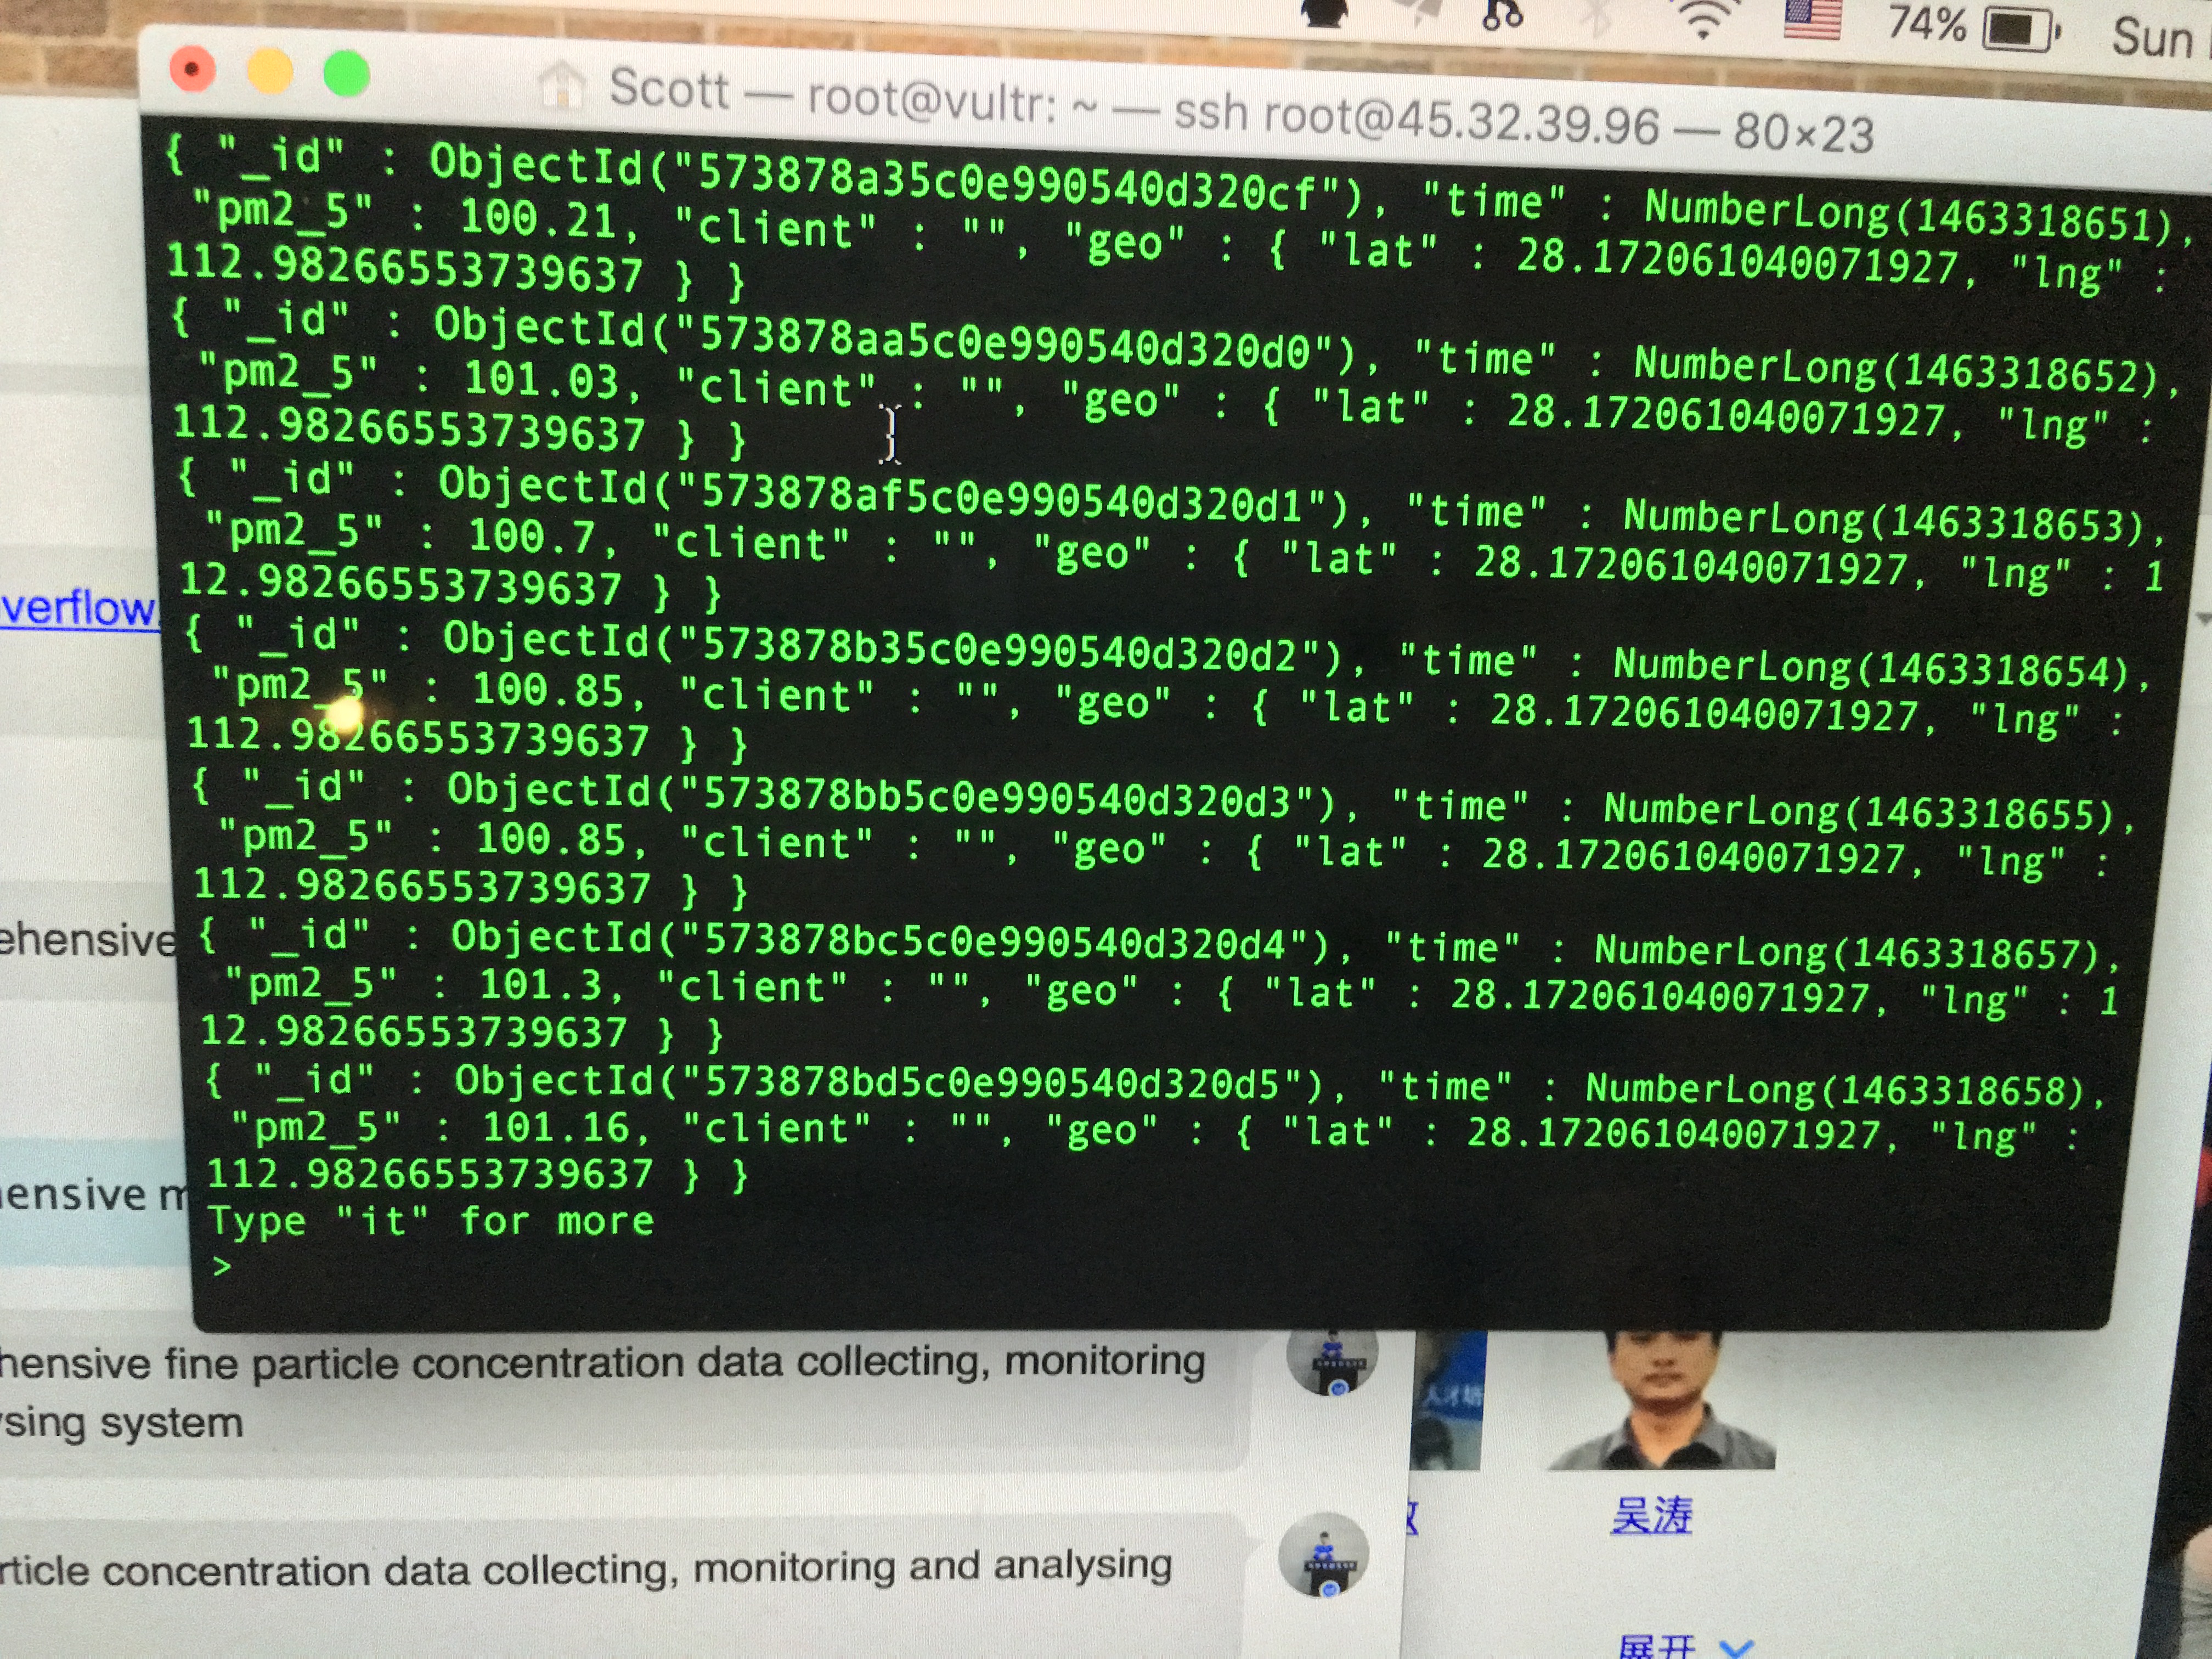 74% Sun
Scott — root@vultr: ~ — ssh root@45.32.39.96 — 80×23
{ "_id" : ObjectId("573878a35c0e990540d320cf"), "time" : NumberLong(1463318651),
"pm2_5" : 100.21, "client" : "", "geo" : { "lat" : 28.172061040071927, "lng" :
112.98266553739637 } }
{ "_id" : ObjectId("573878aa5c0e990540d320d0"), "time" : NumberLong(1463318652),
"pm2_5" : 101.03, "client" : "", "geo" : { "lat" : 28.172061040071927, "lng" :
112.98266553739637 } }
{ "_id" : ObjectId("573878af5c0e990540d320d1"), "time" : NumberLong(1463318653),
"pm2_5" : 100.7, "client" : "", "geo" : { "lat" : 28.172061040071927, "lng" : 1
12.98266553739637 } }
{ "_id" : ObjectId("573878b35c0e990540d320d2"), "time" : NumberLong(1463318654),
"pm2_5" : 100.85, "client" : "", "geo" : { "lat" : 28.172061040071927, "lng" :
112.98266553739637 } }
{ "_id" : ObjectId("573878bb5c0e990540d320d3"), "time" : NumberLong(1463318655),
"pm2_5" : 100.85, "client" : "", "geo" : { "lat" : 28.172061040071927, "lng" :
112.98266553739637 } }
{ "_id" : ObjectId("573878bc5c0e990540d320d4"), "time" : NumberLong(1463318657),
"pm2_5" : 101.3, "client" : "", "geo" : { "lat" : 28.172061040071927, "lng" : 1
12.98266553739637 } }
{ "_id" : ObjectId("573878bd5c0e990540d320d5"), "time" : NumberLong(1463318658),
"pm2_5" : 101.16, "client" : "", "geo" : { "lat" : 28.172061040071927, "lng" :
112.98266553739637 } }
Type "it" for more
>
verflow
ehensive
ensive m
hensive fine particle concentration data collecting, monitoring
sing system
rticle concentration data collecting, monitoring and analysing
吴涛
展开